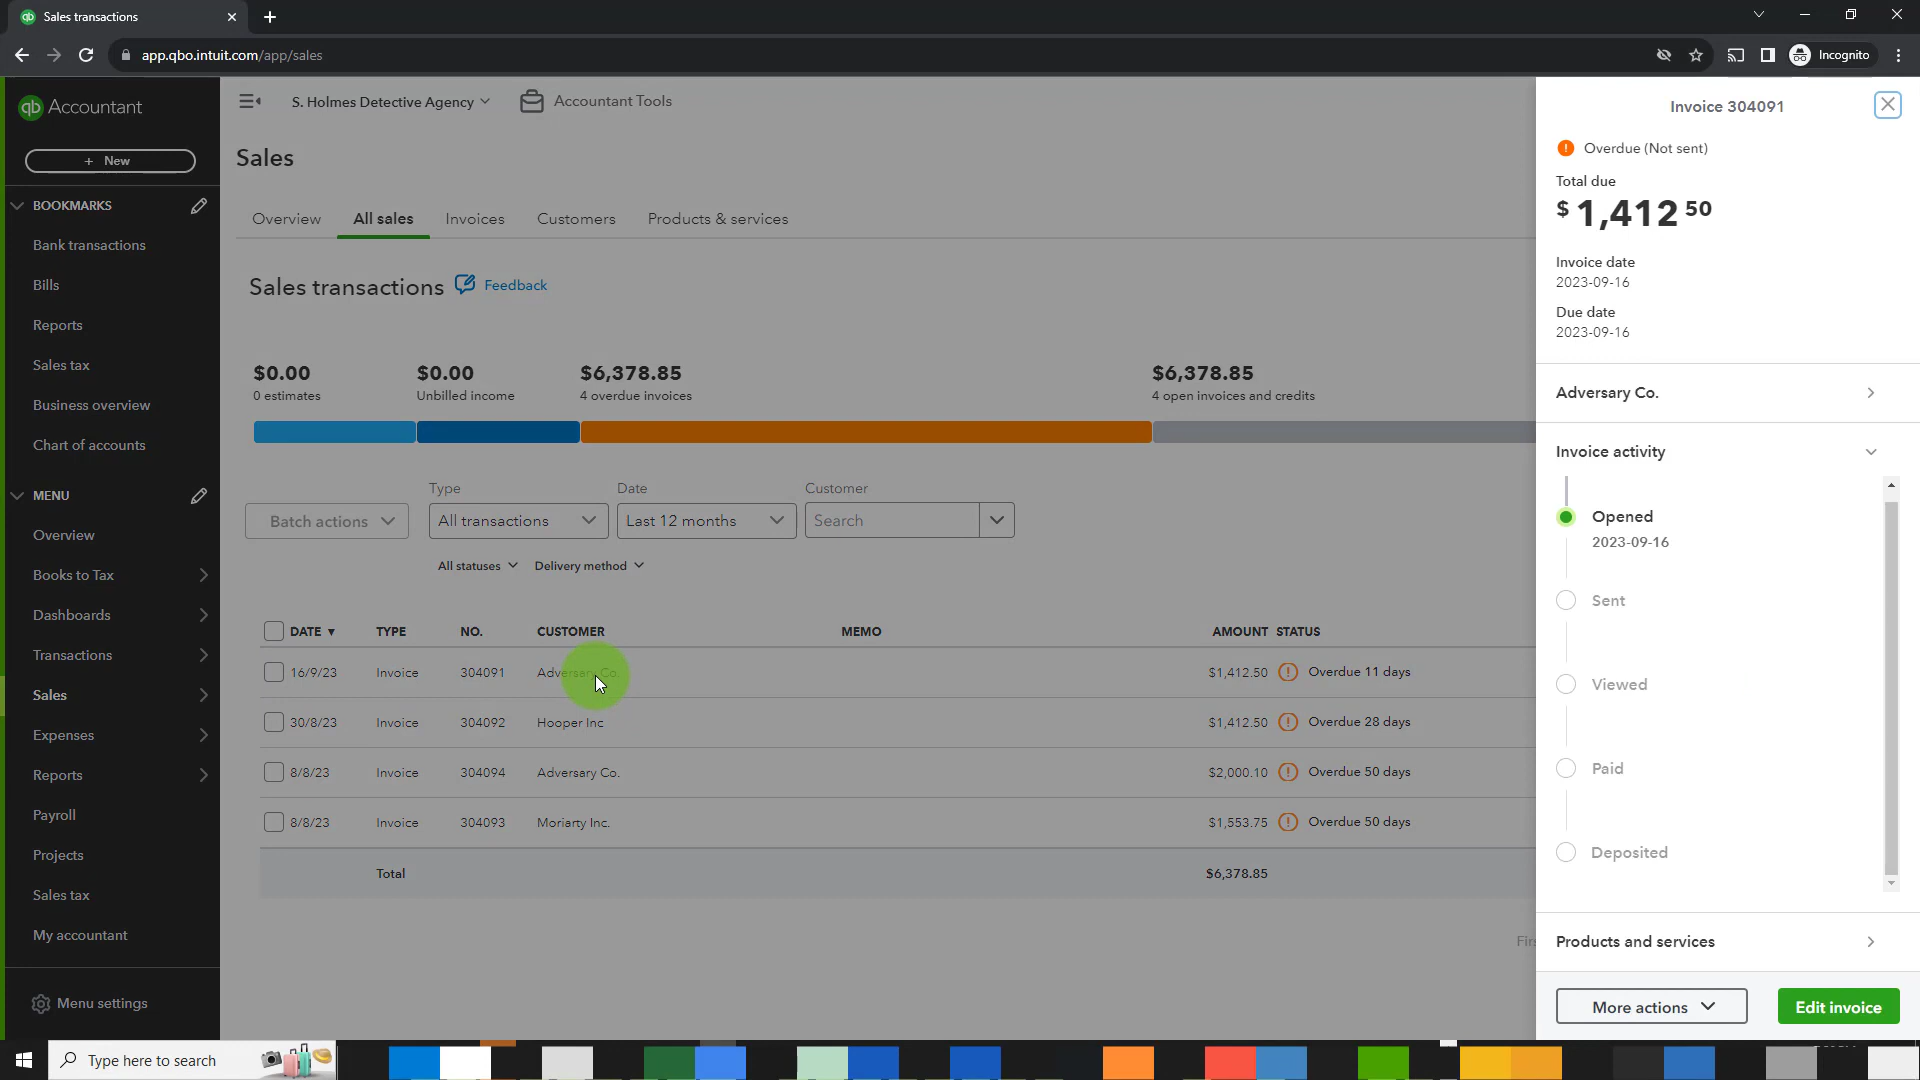 Sales transactions
app.qbo.intuit.com/app/sales
Incognito
qb Accountant
+ New
BOOKMARKS
Bank transactions
Bills
Reports
Sales tax
Business overview
Chart of accounts
MENU
Overview
Books to Tax
Dashboards
Transactions
Sales
Expenses
Reports
Payroll
Projects
Sales tax
My accountant
Menu settings
S. Holmes Detective Agency
Accountant Tools
Sales
Overview All sales Invoices Customers Products & services
Sales transactions Feedback
$0.00 $0.00 $6,378.85 $6,378.85
0 estimates Unbilled income 4 overdue invoices 4 open invoices and credits
Type Date Customer
Batch actions All transactions Last 12 months Search
All statuses Delivery method
DATE ▼ TYPE NO. CUSTOMER MEMO AMOUNT STATUS
16/9/23 Invoice 304091 Adversary Co. $1,412.50 Overdue 11 days
30/8/23 Invoice 304092 Hooper Inc $1,412.50 Overdue 28 days
8/8/23 Invoice 304094 Adversary Co. $2,000.10 Overdue 50 days
8/8/23 Invoice 304093 Moriarty Inc. $1,553.75 Overdue 50 days
Total $6,378.85
Invoice 304091
Overdue (Not sent)
Total due
$1,412 50
Invoice date
2023-09-16
Due date
2023-09-16
Adversary Co.
Invoice activity
Opened
2023-09-16
Sent
Viewed
Paid
Deposited
Products and services
More actions Edit invoice
Type here to search